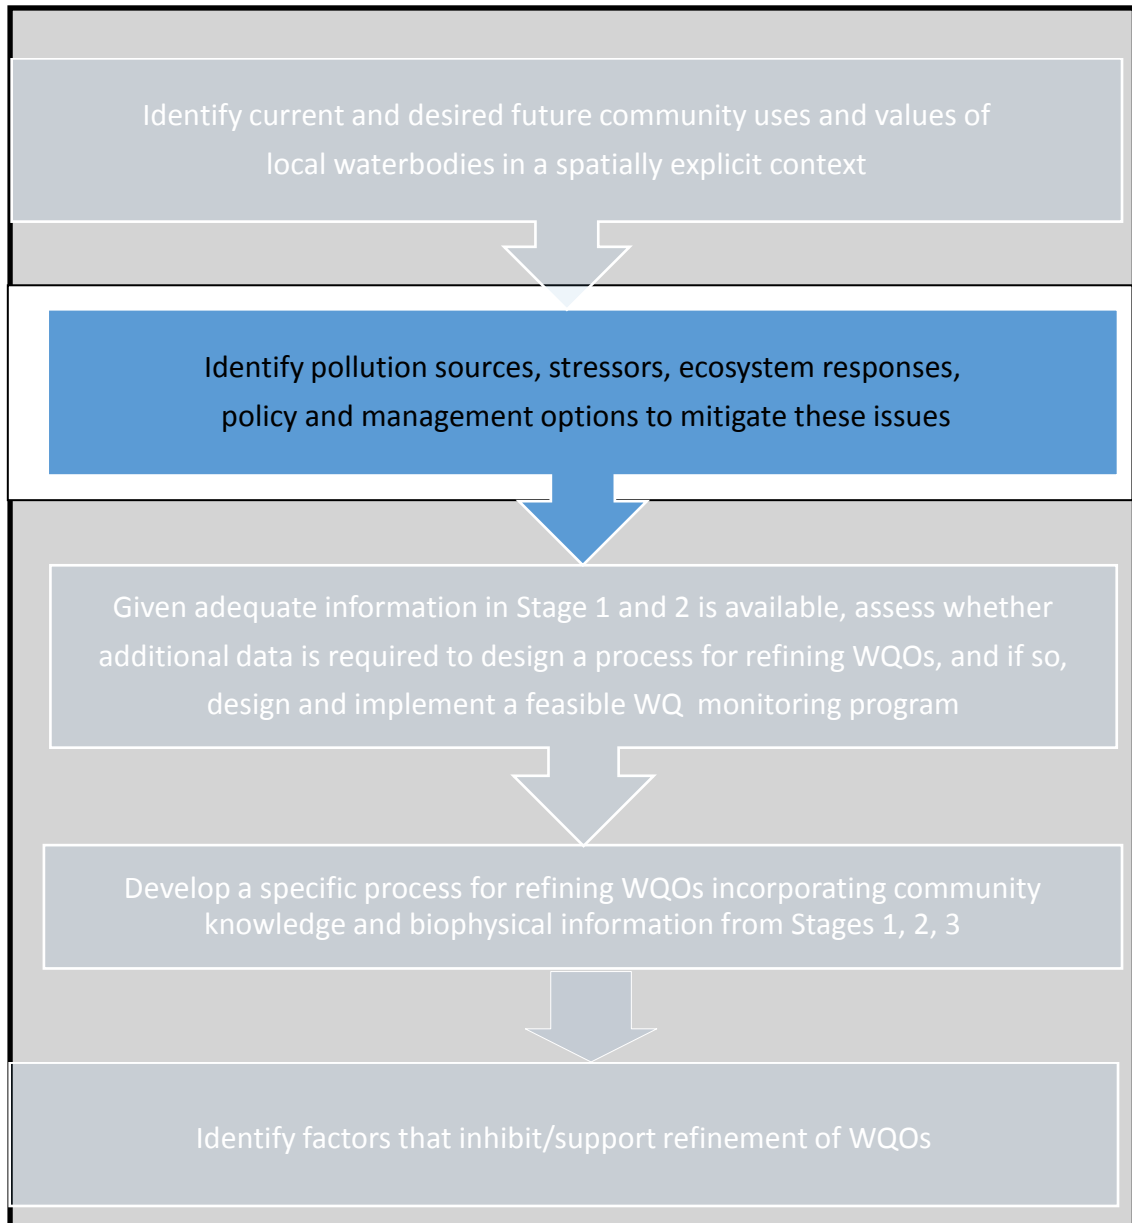 Identify current and desired future community uses and values of
local waterbodies in a spatially explicit context
Identify pollution sources, stressors, ecosystem responses,
policy and management options to mitigate these issues
Given adequate information in Stage 1 and 2 is available, assess whether
additional data is required to design a process for refining WQOs, and if so,
design and implement a feasible WQ monitoring program
Develop a specific process for refining WQOs incorporating community
knowledge and biophysical information from Stages 1, 2, 3
Identify factors that inhibit/support refinement of WQOs